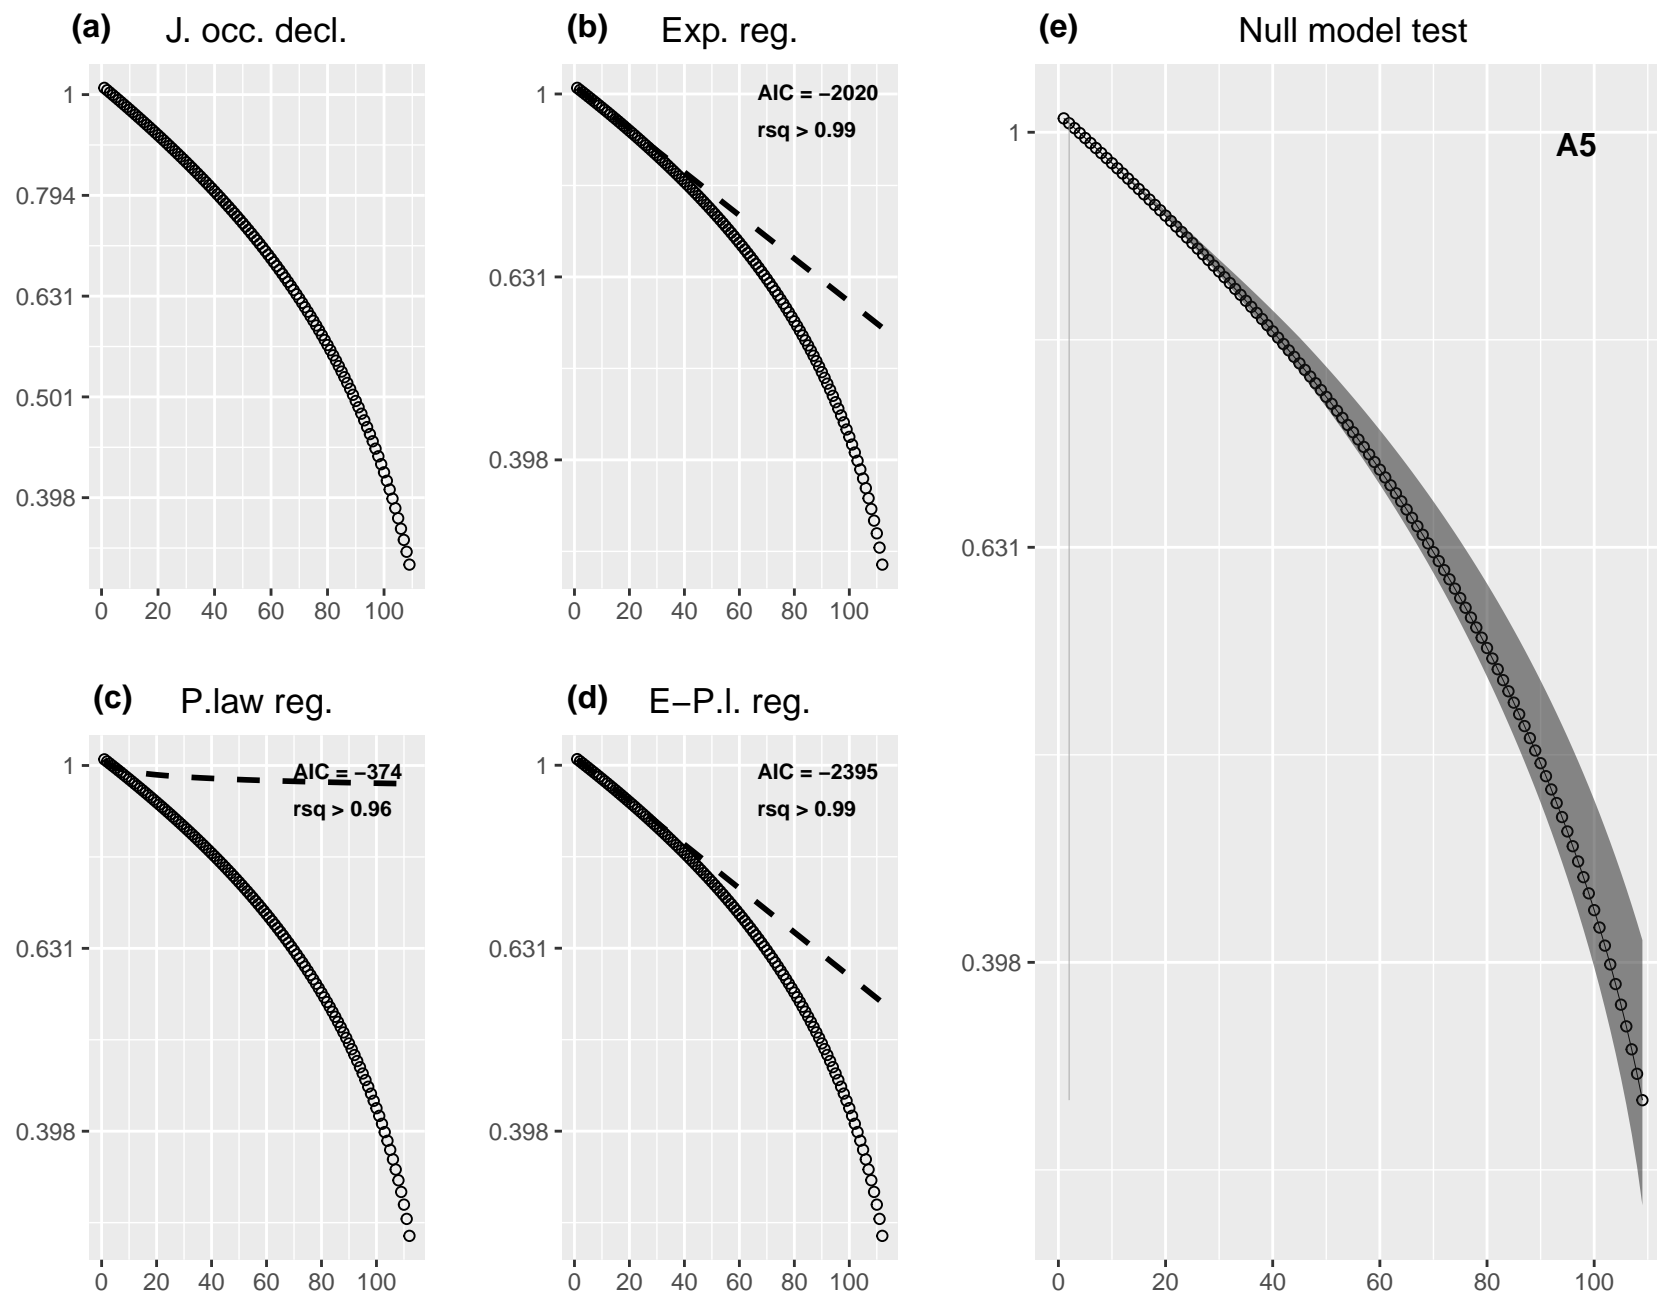 (a) J. occ. decl.
1
0.794
0.631
0.501
0.398
0 20 40 60 80 100
(b) Exp. reg.
AIC = −2020
rsq > 0.99
1
0.631
0.398
0 20 40 60 80 100
(c) P.law reg.
AIC = −374
rsq > 0.96
1
0.631
0.398
0 20 40 60 80 100
(d) E−P.l. reg.
AIC = −2395
rsq > 0.99
1
0.631
0.398
0 20 40 60 80 100
(e) Null model test
A5
1
0.631
0.398
0 20 40 60 80 100